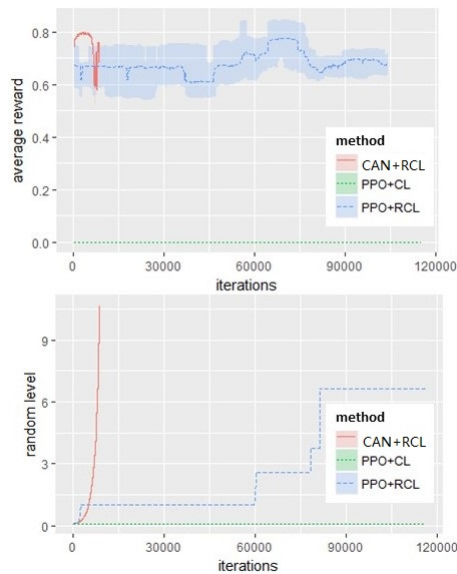 0.8
0.6
0.4
0.2
0.0
average reward
method
CAN+RCL
PPO+CL
PPO+RCL
0
30000
60000
90000
120000
iterations
9
6
3
0
random level
method
CAN+RCL
PPO+CL
PPO+RCL
0
30000
60000
90000
120000
iterations